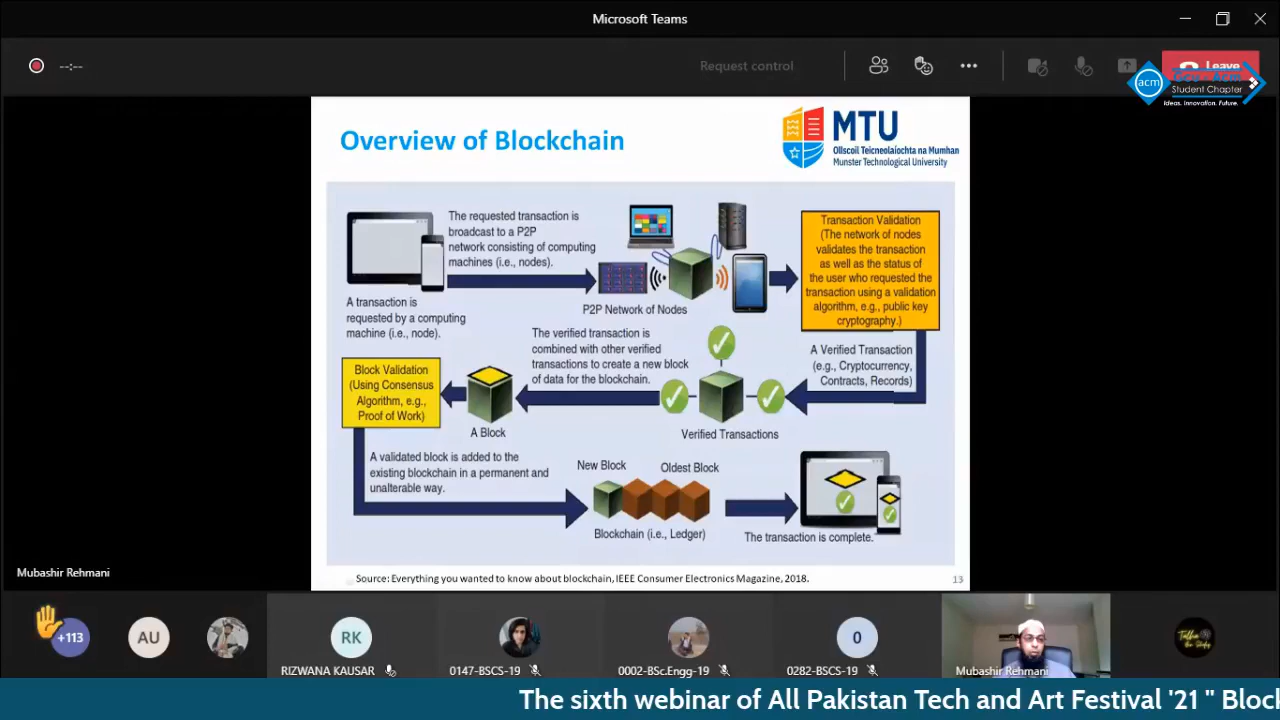 Microsoft Teams
--:--
Request control
Leave
acm
Student Chapter
Ideas. Innovation. Future.
Overview of Blockchain
MTU
Ollscoil Teicneolaíochta na Mumhan
Munster Technological University
The requested transaction is
broadcast to a P2P
network consisting of computing
machines (i.e., nodes).
A transaction is
requested by a computing
machine (i.e., node).
P2P Network of Nodes
Transaction Validation
(The network of nodes
validates the transaction
as well as the status of
the user who requested the
transaction using a validation
algorithm, e.g., public key
cryptography.)
A Verified Transaction
(e.g., Cryptocurrency,
Contracts, Records)
Verified Transactions
The verified transaction is
combined with other verified
transactions to create a new block
of data for the blockchain.
A Block
Block Validation
(Using Consensus
Algorithm, e.g.,
Proof of Work)
A validated block is added to the
existing blockchain in a permanent and
unalterable way.
New Block
Oldest Block
Blockchain (i.e., Ledger)
The transaction is complete.
Source: Everything you wanted to know about blockchain, IEEE Consumer Electronics Magazine, 2018.
13
Mubashir Rehmani
+113
AU
RK
RIZWANA KAUSAR
0147-BSCS-19
0002-BSc.Engg-19
0
0282-BSCS-19
Mubashir Rehmani
The sixth webinar of All Pakistan Tech and Art Festival '21 " Bloc